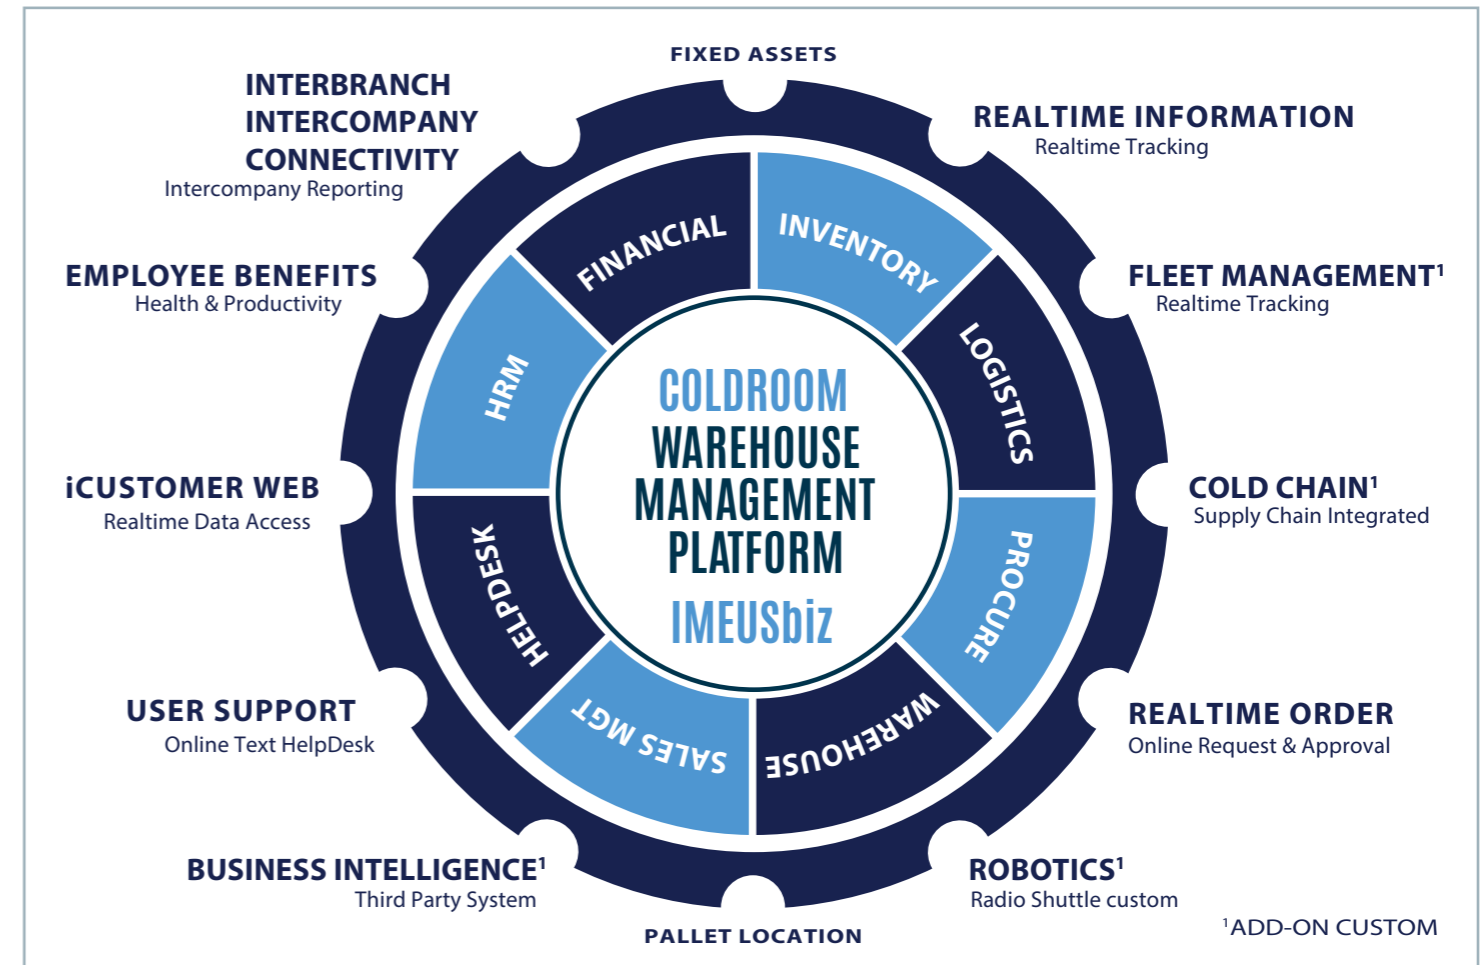 FIXED ASSETS
INTERBRANCH
INTERCOMPANY
CONNECTIVITY
Intercompany Reporting
REALTIME INFORMATION
Realtime Tracking
EMPLOYEE BENEFITS
Health & Productivity
FLEET MANAGEMENT¹
Realtime Tracking
iCUSTOMER WEB
Realtime Data Access
COLD CHAIN¹
Supply Chain Integrated
USER SUPPORT
Online Text HelpDesk
REALTIME ORDER
Online Request & Approval
BUSINESS INTELLIGENCE¹
Third Party System
ROBOTICS¹
Radio Shuttle custom
PALLET LOCATION
¹ADD-ON CUSTOM
FINANCIAL
INVENTORY
LOGISTICS
PROCURE
WAREHOUSE
SALES MGT
HELPDESK
HRM
COLDROOM
WAREHOUSE
MANAGEMENT
PLATFORM
IMEUSbiz